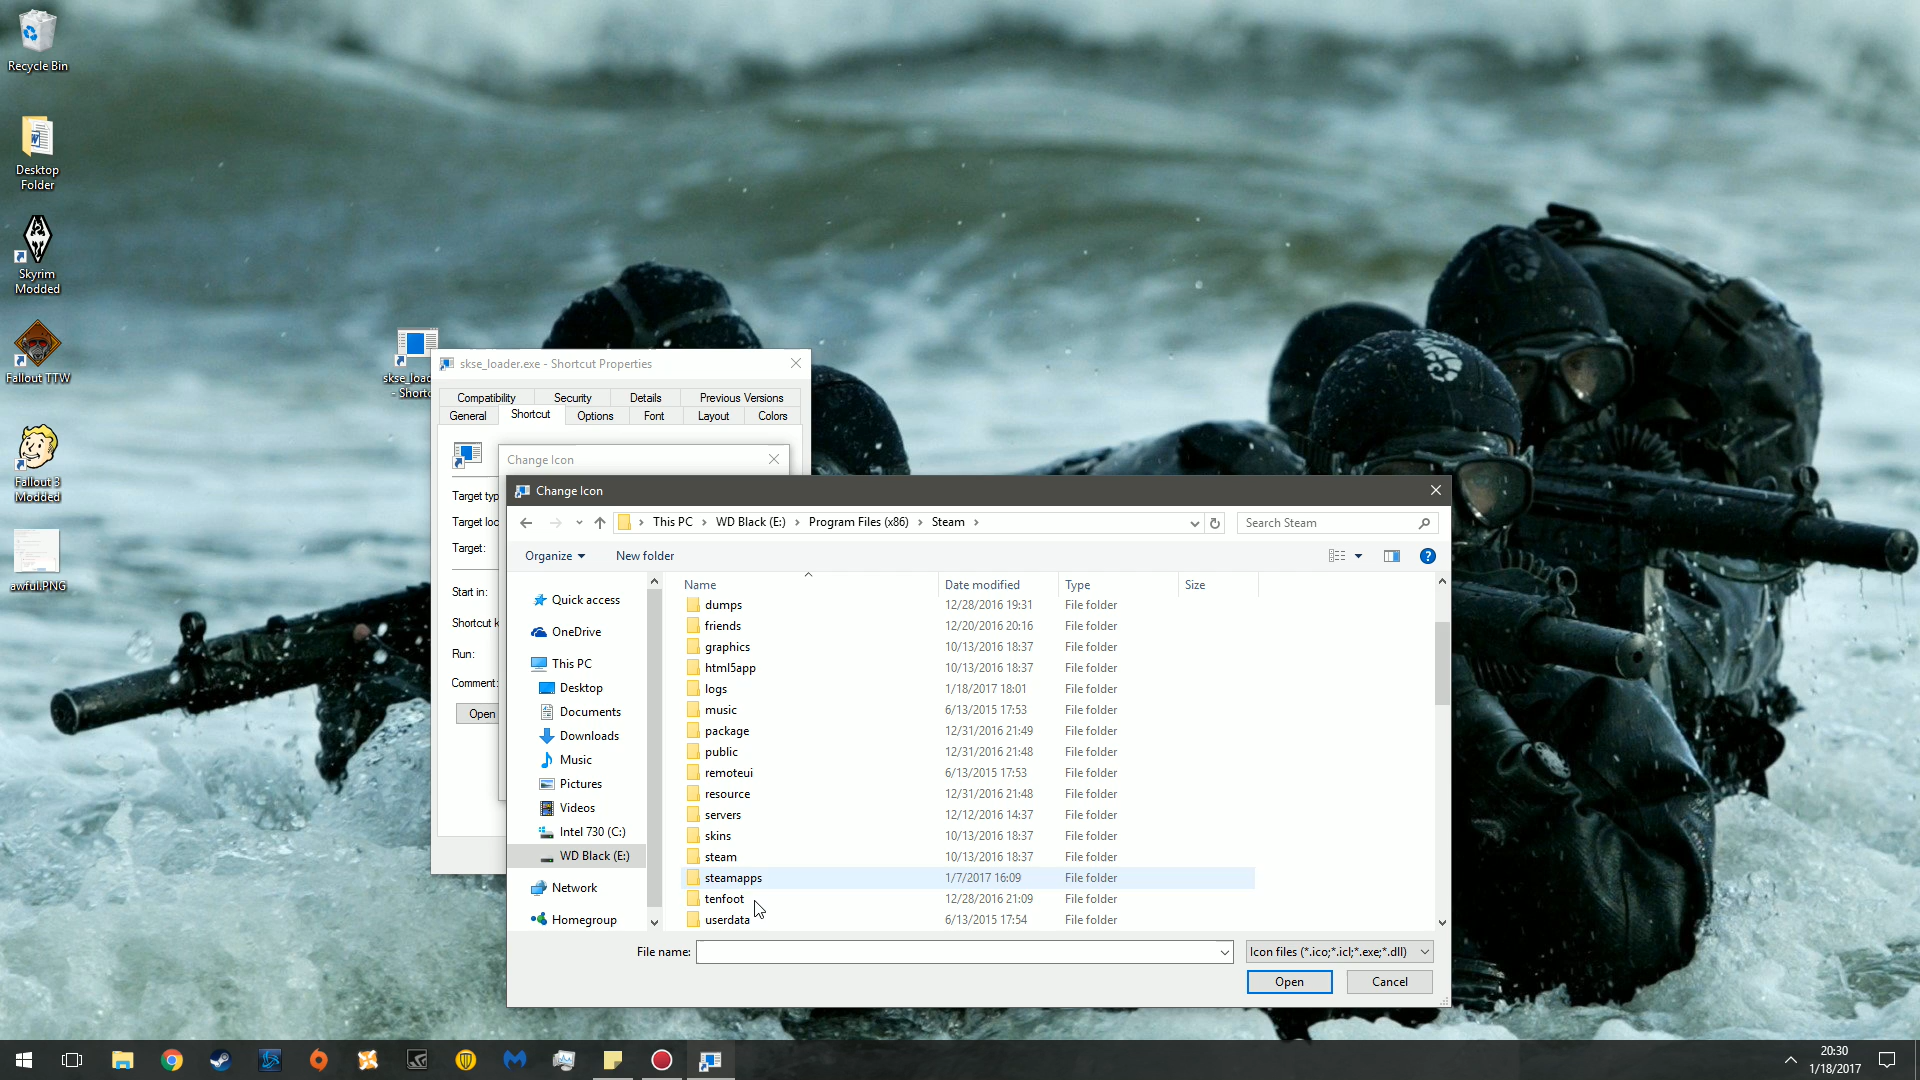 Recycle Bin
Desktop
Folder
Skyrim
Modded
Fallout TTW
Fallout 3
Modded
awful.PNG
skse_load
- Shortc
skse_loader.exe - Shortcut Properties
Compatibility Security Details Previous Versions
General Shortcut Options Font Layout Colors
Target typ
Target loc
Target:
Start in:
Shortcut k
Run:
Comment:
Open
Change Icon
Change Icon
This PC > WD Black (E:) > Program Files (x86) > Steam >
Search Steam
Organize New folder
Quick access
OneDrive
This PC
Desktop
Documents
Downloads
Music
Pictures
Videos
Intel 730 (C:)
WD Black (E:)
Network
Homegroup
Name Date modified Type Size
dumps 12/28/2016 19:31 File folder
friends 12/20/2016 20:16 File folder
graphics 10/13/2016 18:37 File folder
html5app 10/13/2016 18:37 File folder
logs 1/18/2017 18:01 File folder
music 6/13/2015 17:53 File folder
package 12/31/2016 21:49 File folder
public 12/31/2016 21:48 File folder
remoteui 6/13/2015 17:53 File folder
resource 12/31/2016 21:48 File folder
servers 12/12/2016 14:37 File folder
skins 10/13/2016 18:37 File folder
steam 10/13/2016 18:37 File folder
steamapps 1/7/2017 16:09 File folder
tenfoot 12/28/2016 21:09 File folder
userdata 6/13/2015 17:54 File folder
File name:
Icon files (*.ico;*.icl;*.exe;*.dll)
Open Cancel
20:30
1/18/2017